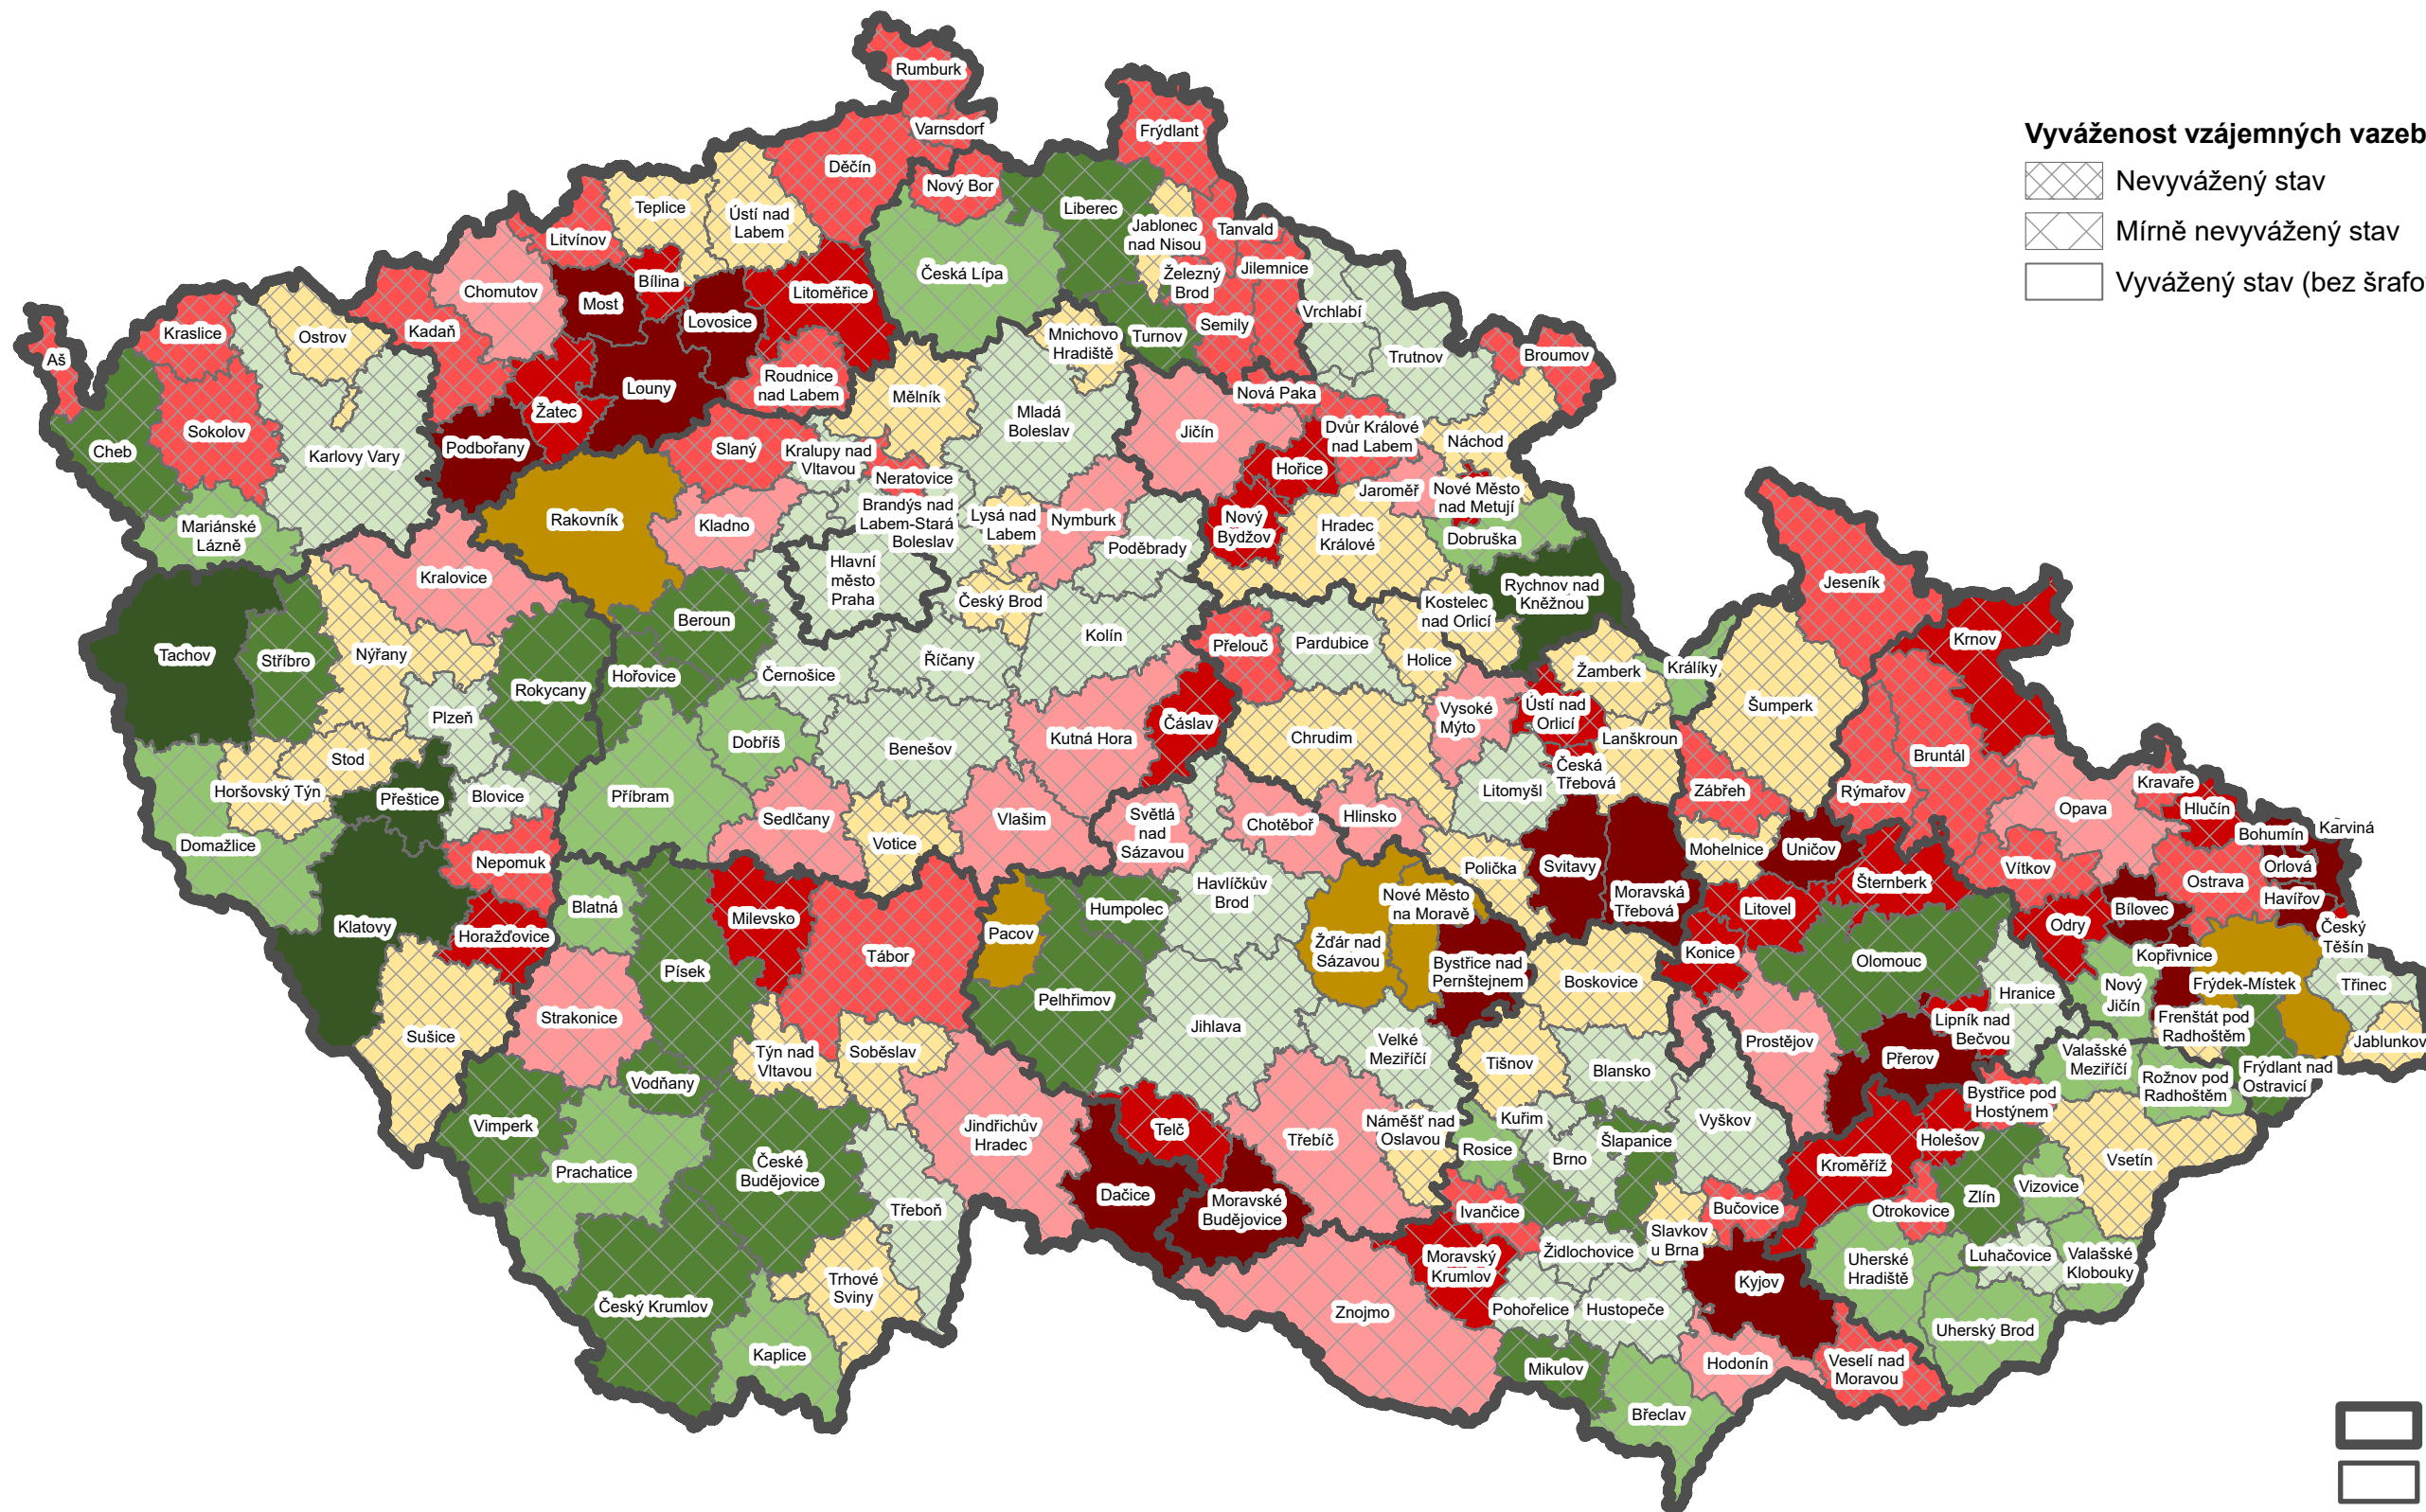 Rumburk
Varnsdorf
Frýdlant
Děčín
Nový Bor
Vyváženost vzájemných vazeb
Nevyvážený stav
Mírně nevyvážený stav
Vyvážený stav (bez šrafo
Teplice
Ústí nad
Labem
Liberec
Jablonec
nad Nisou
Tanvald
Litvínov
Česká Lípa
Železný
Brod
Jilemnice
Chomutov
Most
Bílina
Litoměřice
Lovosice
Vrchlabí
Kraslice
Ostrov
Kadaň
Mnichovo
Hradiště
Turnov
Semily
Trutnov
Broumov
Aš
Louny
Roudnice
nad Labem
Mělník
Nová Paka
Žatec
Mladá
Boleslav
Jičín
Dvůr Králové
nad Labem
Náchod
Cheb
Sokolov
Karlovy Vary
Podbořany
Slaný
Kralupy nad
Vltavou
Neratovice
Hořice
Jaroměř
Nové Město
nad Metují
Mariánské
Lázně
Rakovník
Kladno
Brandýs nad
Labem-Stará
Boleslav
Lysá nad
Labem
Nymburk
Poděbrady
Nový
Bydžov
Hradec
Králové
Dobruška
Kralovice
Hlavní
město
Praha
Český Brod
Rychnov nad
Kněžnou
Kostelec
nad Orlicí
Jeseník
Tachov
Stříbro
Nýřany
Rokycany
Beroun
Hořovice
Černošice
Říčany
Kolín
Přelouč
Pardubice
Holice
Žamberk
Králíky
Krnov
Plzeň
Dobříš
Benešov
Kutná Hora
Čáslav
Chrudim
Vysoké
Mýto
Ústí nad
Orlicí
Lanškroun
Šumperk
Bruntál
Stod
Horšovský Týn
Přeštice
Blovice
Příbram
Sedlčany
Votice
Vlašim
Světlá
nad
Sázavou
Chotěboř
Hlinsko
Litomyšl
Česká
Třebová
Zábřeh
Rýmařov
Opava
Kravaře
Hlučín
Bohumín
Karviná
Domažlice
Nepomuk
Polička
Svitavy
Moravská
Třebová
Mohelnice
Uničov
Šternberk
Vítkov
Ostrava
Orlová
Havířov
Klatovy
Horažďovice
Blatná
Písek
Milevsko
Tábor
Pacov
Humpolec
Havlíčkův
Brod
Žďár nad
Sázavou
Nové Město
na Moravě
Litovel
Odry
Bílovec
Český
Těšín
Bystřice nad
Pernštejnem
Boskovice
Konice
Olomouc
Hranice
Kopřivnice
Nový
Jičín
Frýdek-Místek
Třinec
Sušice
Strakonice
Týn nad
Vltavou
Soběslav
Pelhřimov
Jihlava
Velké
Meziříčí
Tišnov
Blansko
Prostějov
Přerov
Lipník nad
Bečvou
Valašské
Meziříčí
Frenštát pod
Radhoštěm
Jablunkov
Vimperk
Vodňany
Rožnov pod
Radhoštěm
Frýdlant nad
Ostravicí
Prachatice
České
Budějovice
Třeboň
Jindřichův
Hradec
Dačice
Telč
Moravské
Budějovice
Třebíč
Náměšť nad
Oslavou
Rosice
Kuřim
Brno
Šlapanice
Vyškov
Bystřice pod
Hostýnem
Holešov
Kroměříž
Vsetín
Zlín
Vizovice
Český Krumlov
Trhové
Sviny
Kaplice
Znojmo
Ivančice
Moravský
Krumlov
Židlochovice
Slavkov
u Brna
Bučovice
Otrokovice
Uherské
Hradiště
Luhačovice
Valašské
Klobouky
Pohořelice
Hustopeče
Kyjov
Mikulov
Břeclav
Hodonín
Veselí nad
Moravou
Uherský Brod